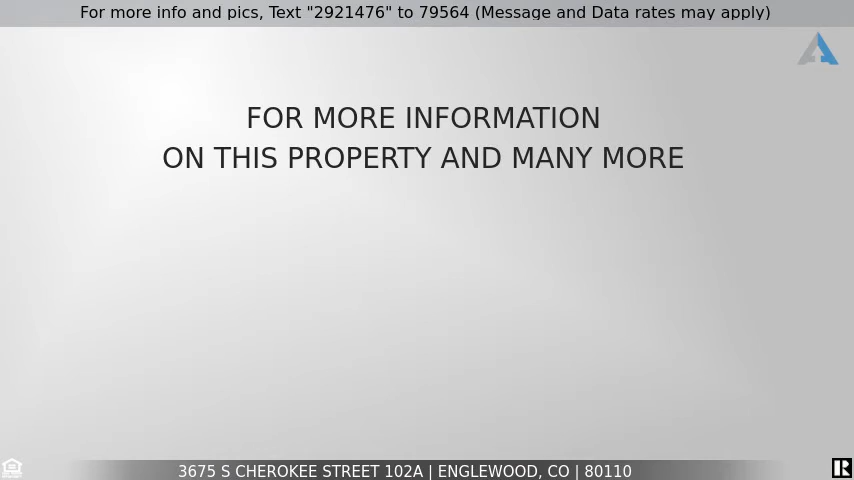 For more info and pics, Text "2921476" to 79564 (Message and Data rates may apply)
FOR MORE INFORMATION
ON THIS PROPERTY AND MANY MORE
3675 S CHEROKEE STREET 102A | ENGLEWOOD, CO | 80110